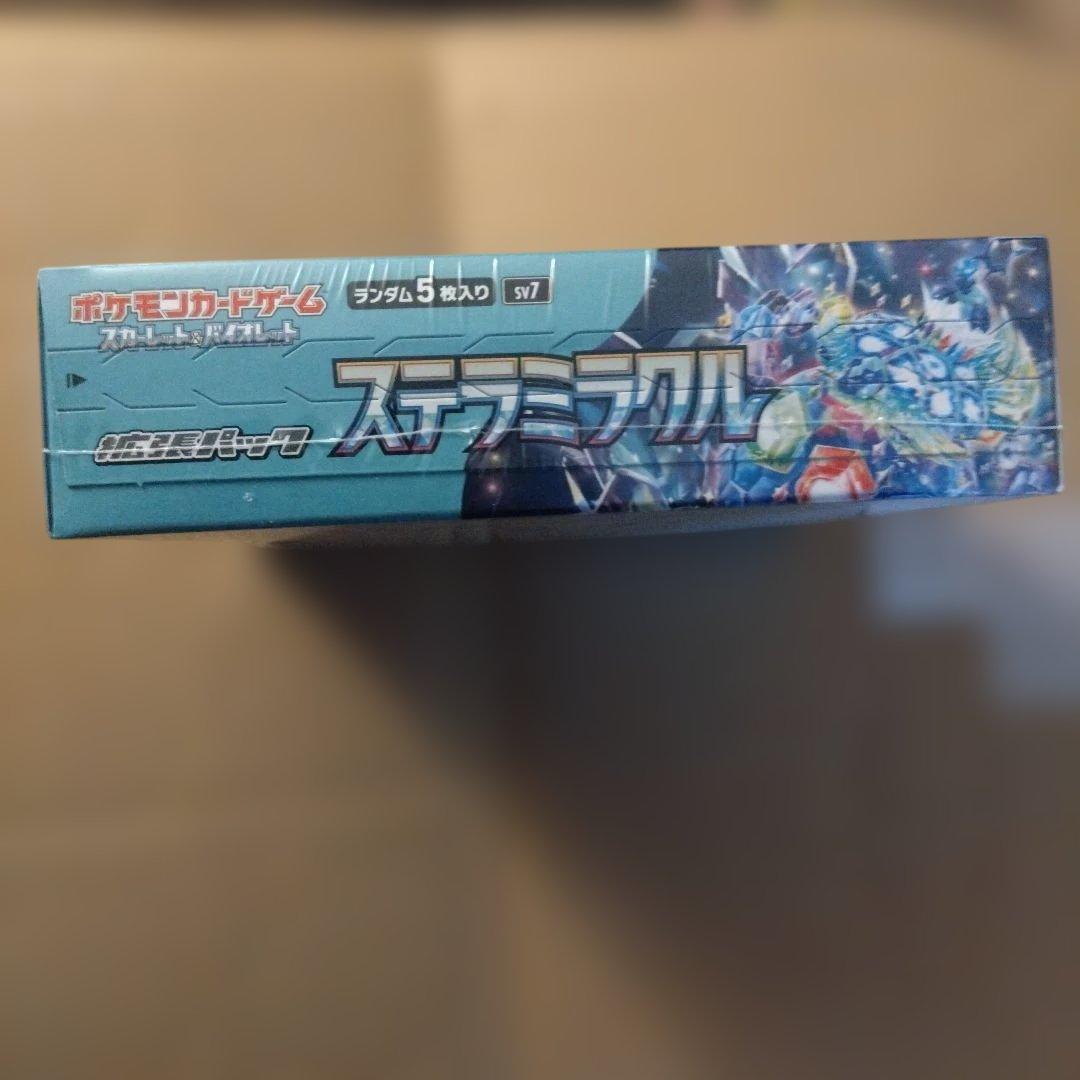 ポケモンカードゲーム
スカーレット&バイオレット
ランダム5枚入り
SV7
ステラミラクル
拡張パック